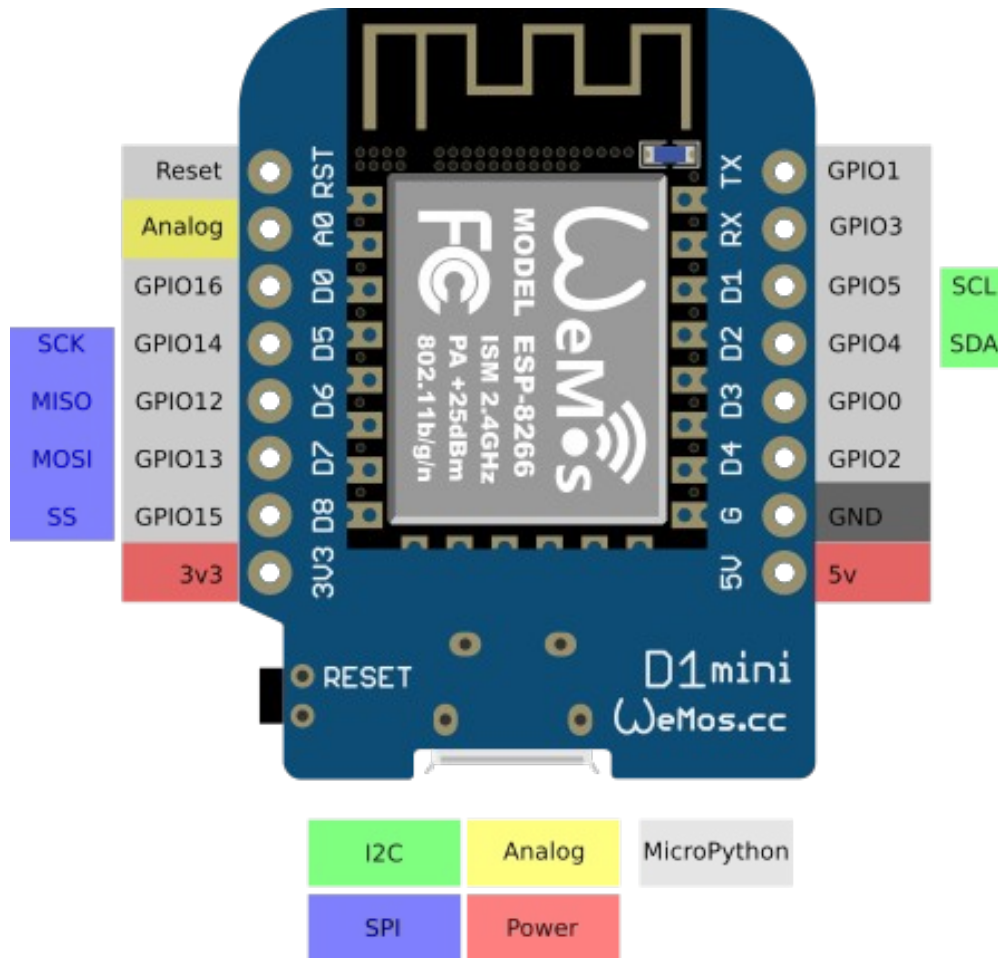 Reset RST TX GPIO1
Analog A0 RX GPIO3
GPIO16 D0 D1 GPIO5 SCL
SCK GPIO14 D5 D2 GPIO4 SDA
MISO GPIO12 D6 D3 GPIO0
MOSI GPIO13 D7 D4 GPIO2
SS GPIO15 D8 G GND
3v3 3V3 5V 5v
WeMos
MODEL ESP-8266
ISM 2.4GHz
PA +25dBm
802.11b/g/n
FC
RESET
D1 mini
WeMos.cc
I2C Analog MicroPython
SPI Power